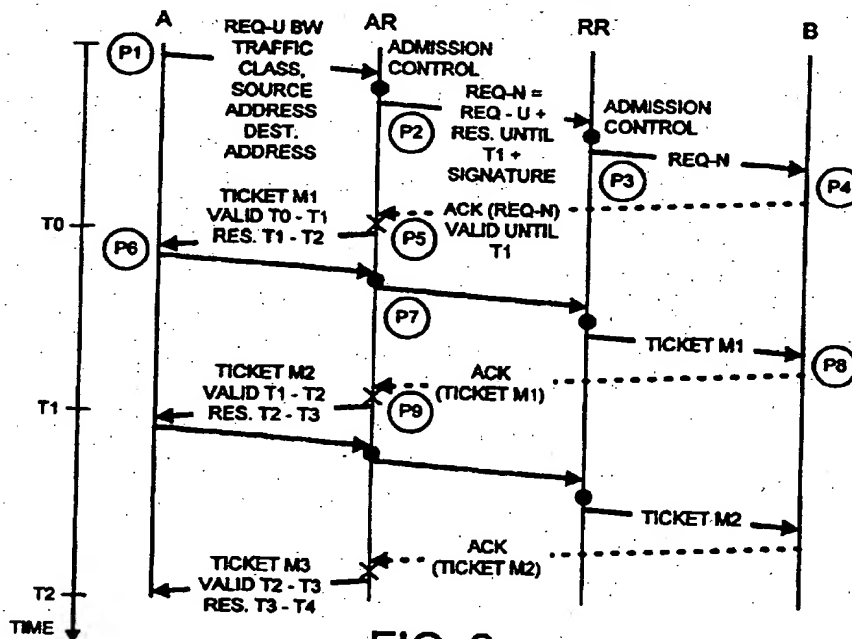 A
AR
RR
B
P1
REQ-U BW
TRAFFIC
CLASS,
SOURCE
ADDRESS
DEST.
ADDRESS
ADMISSION
CONTROL
P2
REQ-N =
REQ - U +
RES. UNTIL
T1 +
SIGNATURE
ADMISSION
CONTROL
P3
REQ-N
P4
T0
TICKET M1
VALID T0 - T1
RES. T1 - T2
ACK (REQ-N)
VALID UNTIL
T1
P5
P6
P7
TICKET M1
P8
T1
TICKET M2
VALID T1 - T2
RES. T2 - T3
ACK
(TICKET M1)
P9
TICKET M2
T2
TICKET M3
VALID T2 - T3
RES. T3 - T4
ACK
(TICKET M2)
TIME